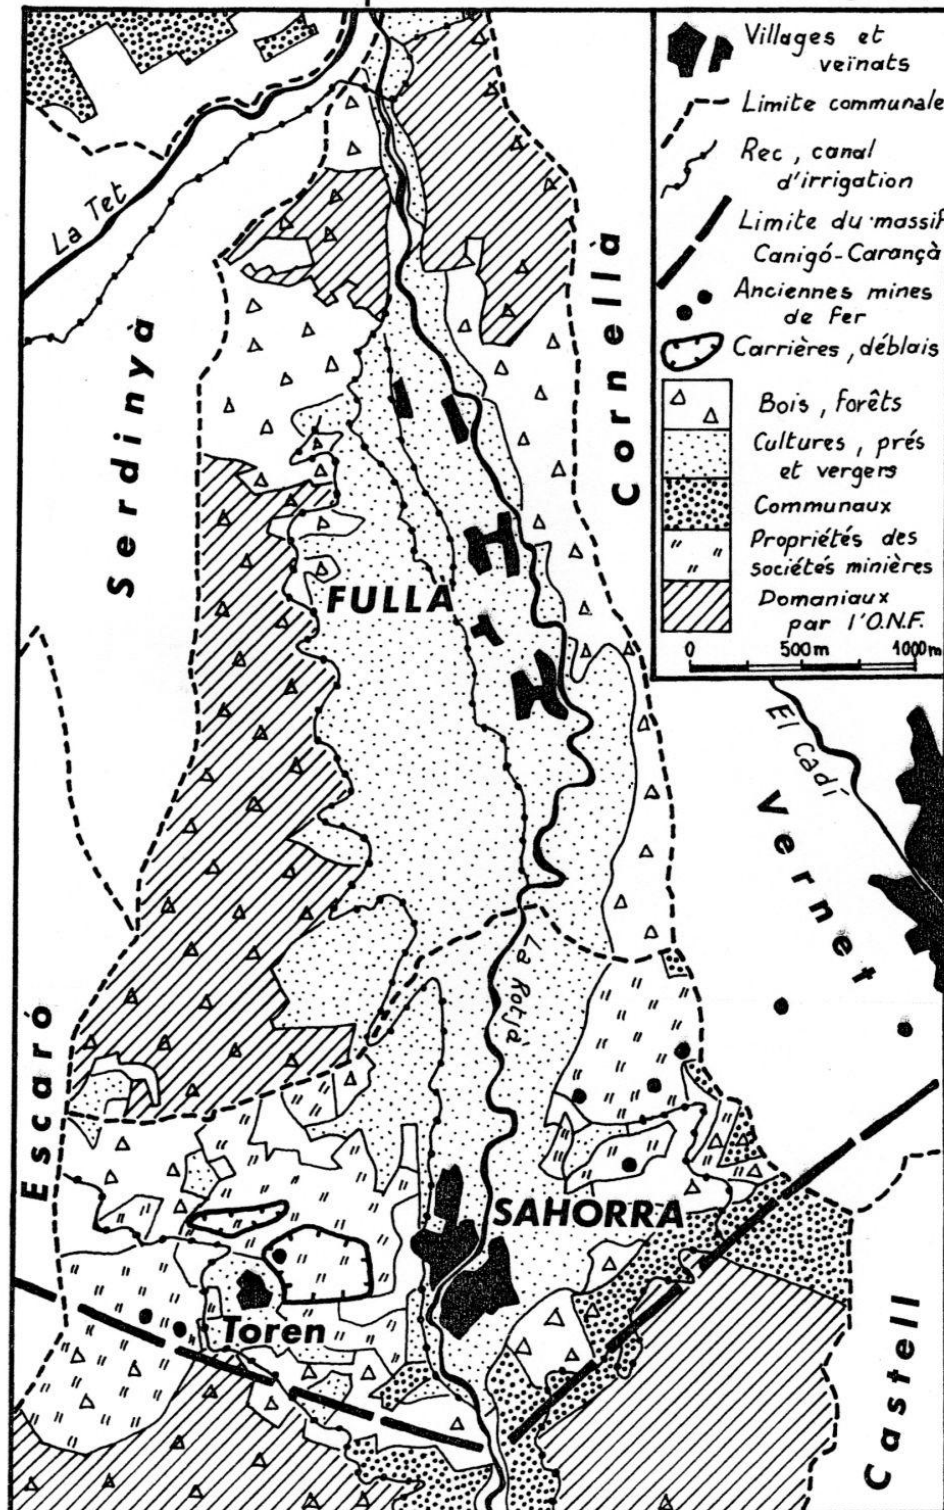 Villages et
veïnats
Limite communale
Rec, canal
d'irrigation
Limite du massif
Canigó-Carançà
Anciennes mines
de fer
Carrières, déblais
Bois, forêts
Cultures, prés
et vergers
Communaux
Propriétés des
sociétés minières
Domaniaux
par l'O.N.F.
0 500m 1000m
La Tet
Serdinyà
Cornellà
FULLA
El Cadí
Vernet
La Rotjà
Escaró
SAHORRA
Toren
Castell